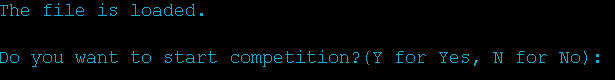 The file is loaded.
Do you want to start competition?(Y for Yes, N for No):